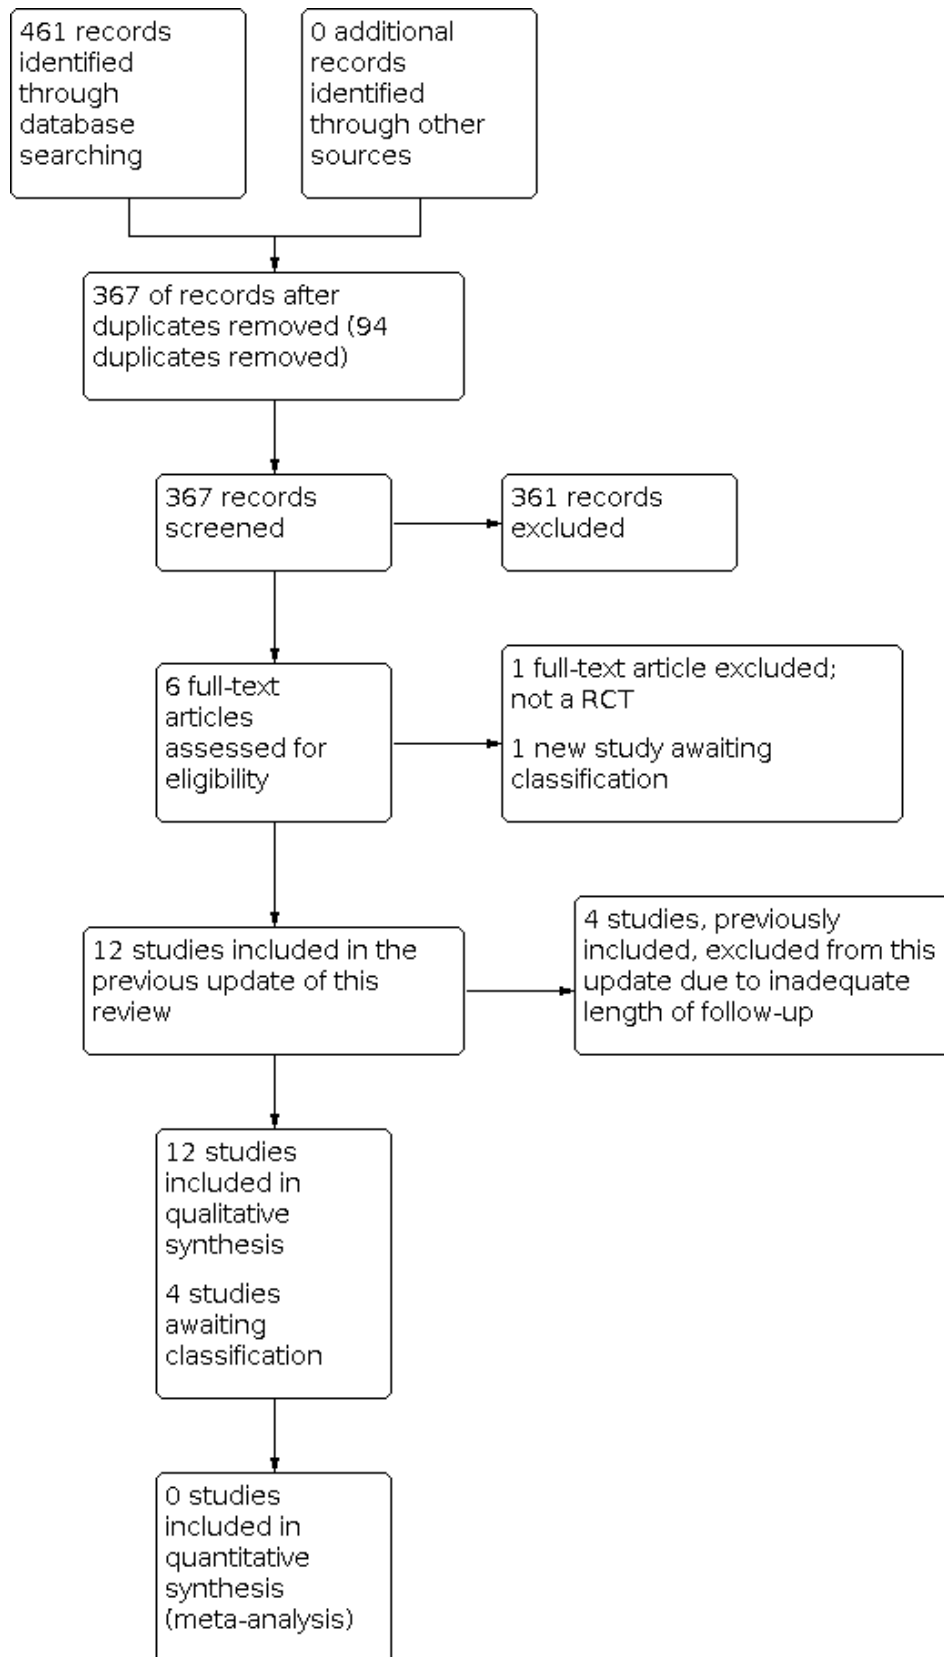 461 records
identified
through
database
searching
0 additional
records
identified
through other
sources
367 of records after
duplicates removed (94
duplicates removed)
367 records
screened
361 records
excluded
6 full-text
articles
assessed for
eligibility
1 full-text article excluded;
not a RCT
1 new study awaiting
classification
12 studies included in the
previous update of this
review
4 studies, previously
included, excluded from this
update due to inadequate
length of follow-up
12 studies
included in
qualitative
synthesis
4 studies
awaiting
classification
0 studies
included in
quantitative
synthesis
(meta-analysis)